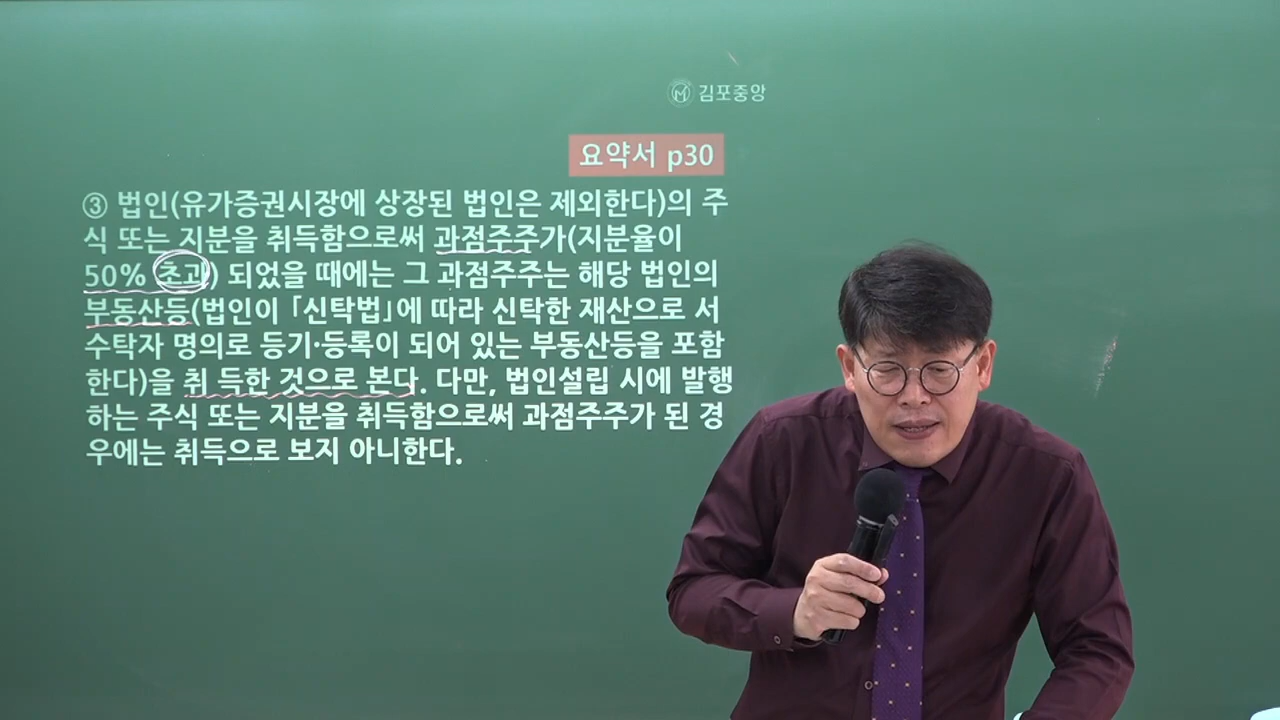 김포중앙
요약서 p30
③ 법인(유가증권시장에 상장된 법인은 제외한다)의 주
식 또는 지분을 취득함으로써 과점주주가(지분율이
50% 초과) 되었을 때에는 그 과점주주는 해당 법인의
부동산등(법인이 「신탁법」에 따라 신탁한 재산으로 서
수탁자 명의로 등기·등록이 되어 있는 부동산등을 포함
한다)을 취 득한 것으로 본다. 다만, 법인설립 시에 발행
하는 주식 또는 지분을 취득함으로써 과점주주가 된 경
우에는 취득으로 보지 아니한다.